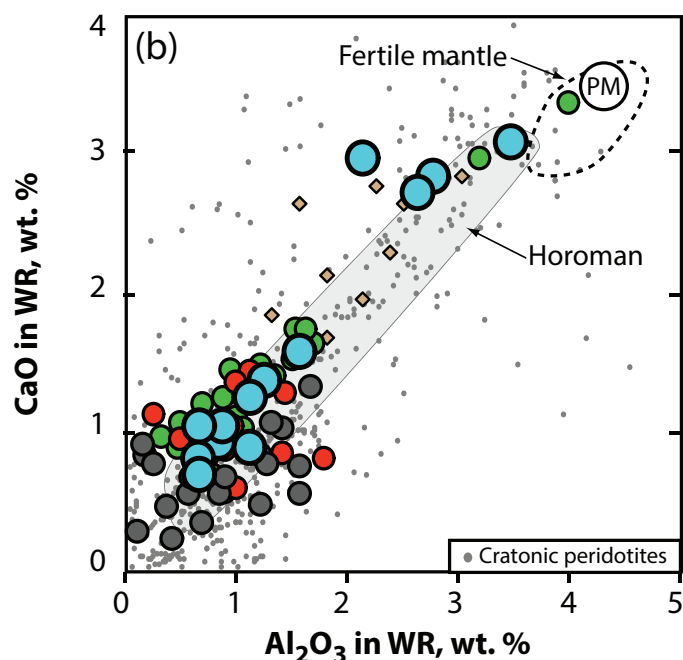 (b)
Fertile mantle
PM
Horoman
Cratonic peridotites
CaO in WR, wt. %
4
3
2
1
0
0 1 2 3 4 5
Al₂O₃ in WR, wt. %